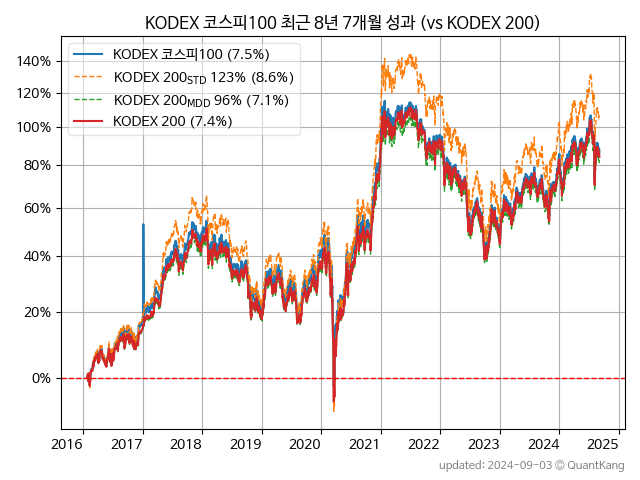 KODEX 코스피100 최근 8년 7개월 성과 (vs KODEX 200)
KODEX 코스피100 (7.5%)
KODEX 200STD 123% (8.6%)
KODEX 200MDD 96% (7.1%)
KODEX 200 (7.4%)
140%
120%
100%
80%
60%
40%
20%
0%
2016 2017 2018 2019 2020 2021 2022 2023 2024 2025
updated: 2024-09-03 © QuantKang